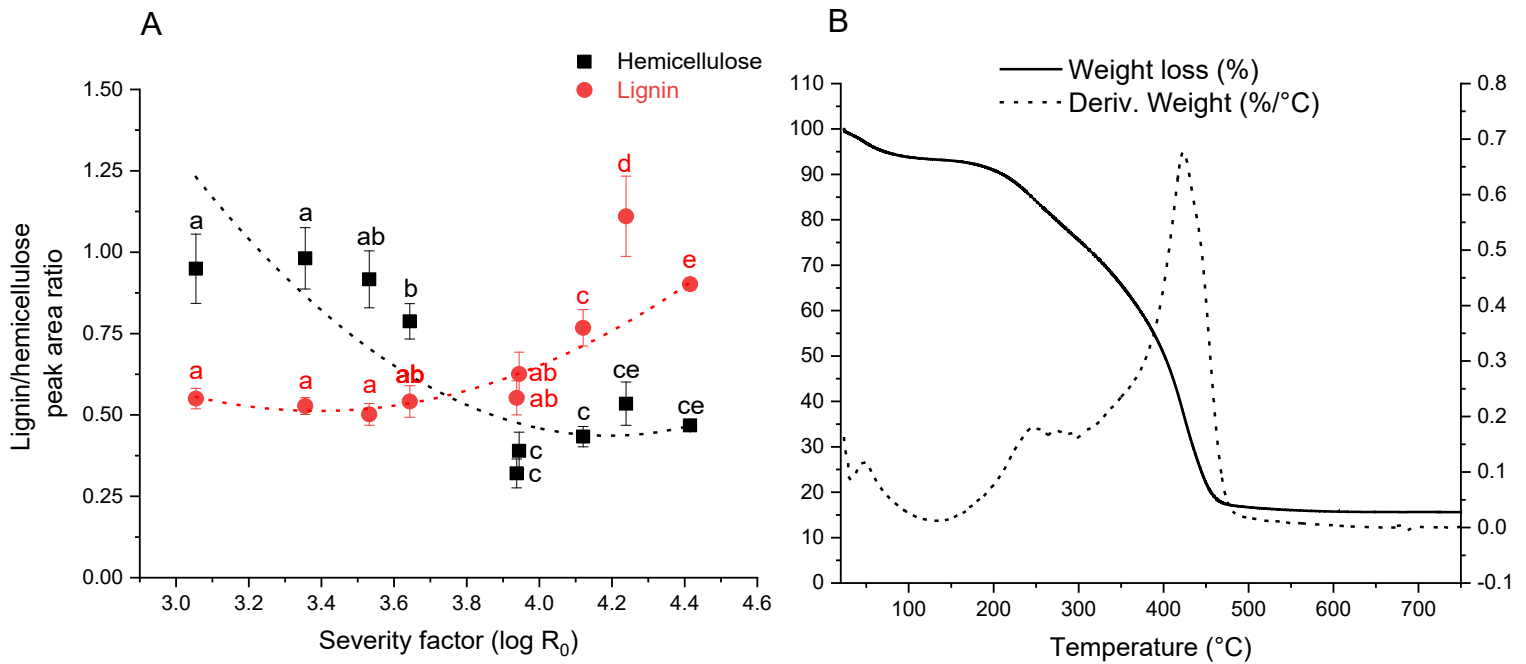 A
Hemicellulose
Lignin
1.50
1.25
1.00
0.75
0.50
0.25
0.00
Lignin/hemicellulose
peak area ratio
a
a
ab
b
c
c
c
ce
ce
a
a
a
ab
ab
ab
c
d
e
3.0 3.2 3.4 3.6 3.8 4.0 4.2 4.4 4.6
Severity factor (log R₀)
B
Weight loss (%)
Deriv. Weight (%/°C)
110
100
90
80
70
60
50
40
30
20
10
0
0.8
0.7
0.6
0.5
0.4
0.3
0.2
0.1
0.0
-0.1
100 200 300 400 500 600 700
Temperature (°C)